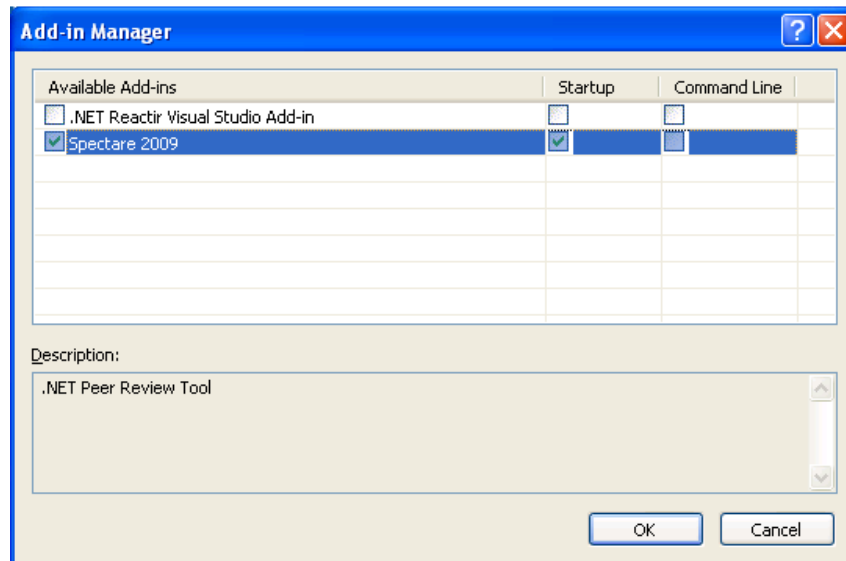 Add-in Manager
Available Add-ins Startup Command Line
.NET Reactir Visual Studio Add-in
Spectare 2009
Description:
.NET Peer Review Tool
OK Cancel